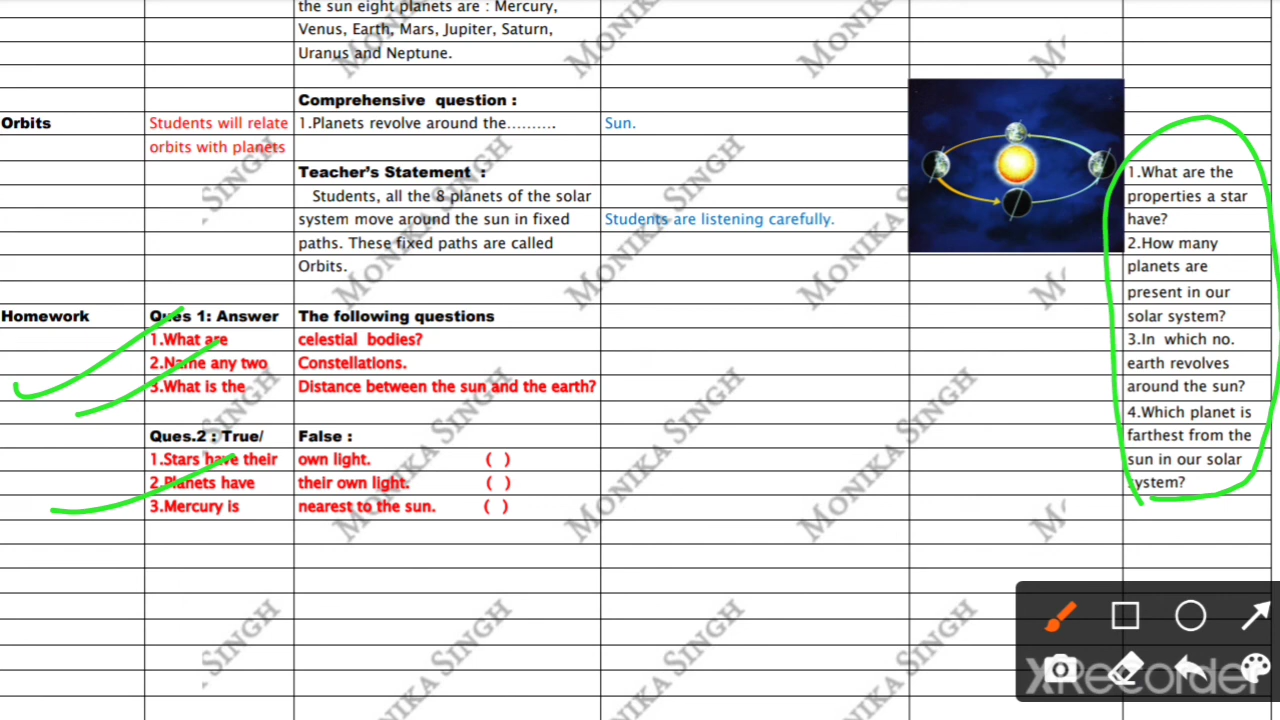 the sun eight planets are : Mercury,
Venus, Earth, Mars, Jupiter, Saturn,
Uranus and Neptune.
Comprehensive question :
Orbits
Students will relate
orbits with planets
1.Planets revolve around the..........
Sun.
Teacher's Statement :
Students, all the 8 planets of the solar
system move around the sun in fixed
paths. These fixed paths are called
Orbits.
Students are listening carefully.
1.What are the
properties a star
have?
2.How many
planets are
present in our
solar system?
3.In which no.
earth revolves
around the sun?
4.Which planet is
farthest from the
sun in our solar
system?
Homework
Ques 1: Answer The following questions
1.What are celestial bodies?
2.Name any two Constellations.
3.What is the Distance between the sun and the earth?
Ques.2 : True/ False :
1.Stars have their own light. ( )
2.Planets have their own light. ( )
3.Mercury is nearest to the sun. ( )
MONIKA SINGH
XRecorder